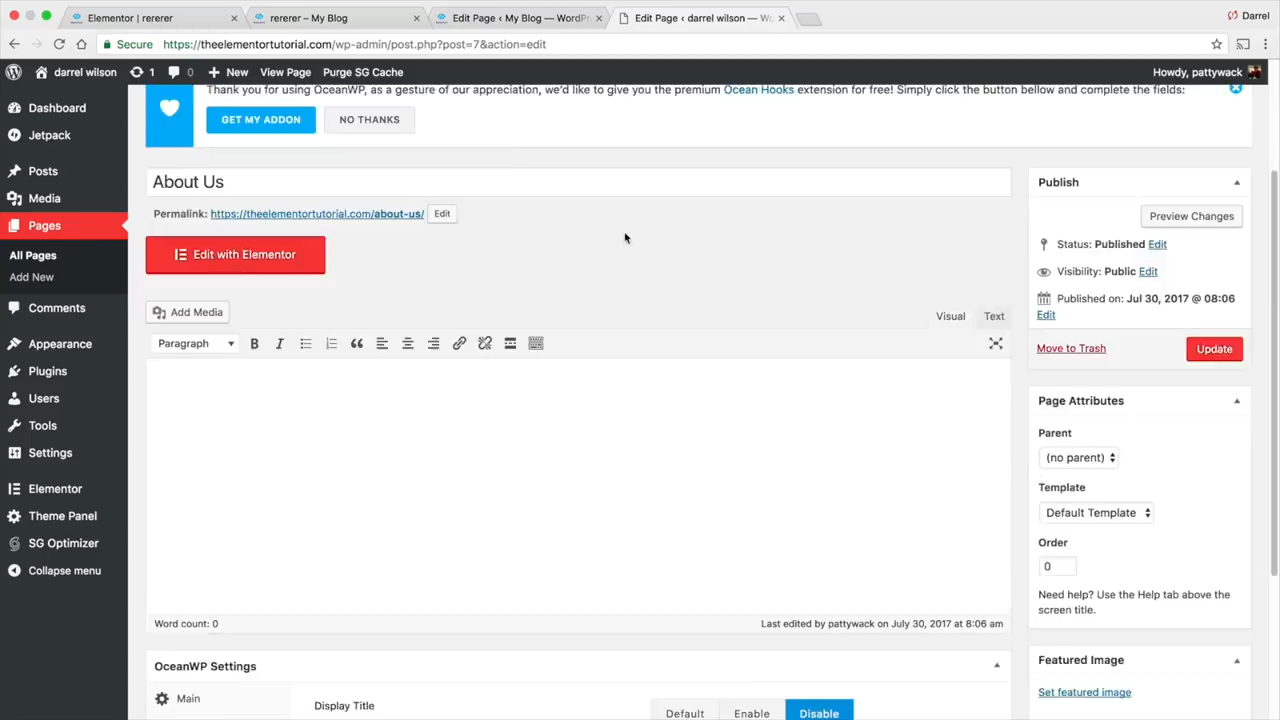 Elementor | rererer
rererer – My Blog
Edit Page ‹ My Blog — WordPr
Edit Page ‹ darrel wilson — Wo
Darrel
Secure
https://theelementortutorial.com/wp-admin/post.php?post=7&action=edit
darrel wilson
1
0
New
View Page
Purge SG Cache
Howdy, pattywack
Thank you for using OceanWP, as a gesture of our appreciation, we'd like to give you the premium Ocean Hooks extension for free! Simply click the button bellow and complete the fields:
GET MY ADDON
NO THANKS
Dashboard
Jetpack
Posts
Media
Pages
All Pages
Add New
Comments
Appearance
Plugins
Users
Tools
Settings
Elementor
Theme Panel
SG Optimizer
Collapse menu
About Us
Permalink: https://theelementortutorial.com/about-us/
Edit
Edit with Elementor
Add Media
Visual
Text
Paragraph
B
I
Word count: 0
Last edited by pattywack on July 30, 2017 at 8:06 am
OceanWP Settings
Main
Display Title
Default
Enable
Disable
Publish
Preview Changes
Status: Published Edit
Visibility: Public Edit
Published on: Jul 30, 2017 @ 08:06
Edit
Move to Trash
Update
Page Attributes
Parent
(no parent)
Template
Default Template
Order
0
Need help? Use the Help tab above the
screen title.
Featured Image
Set featured image